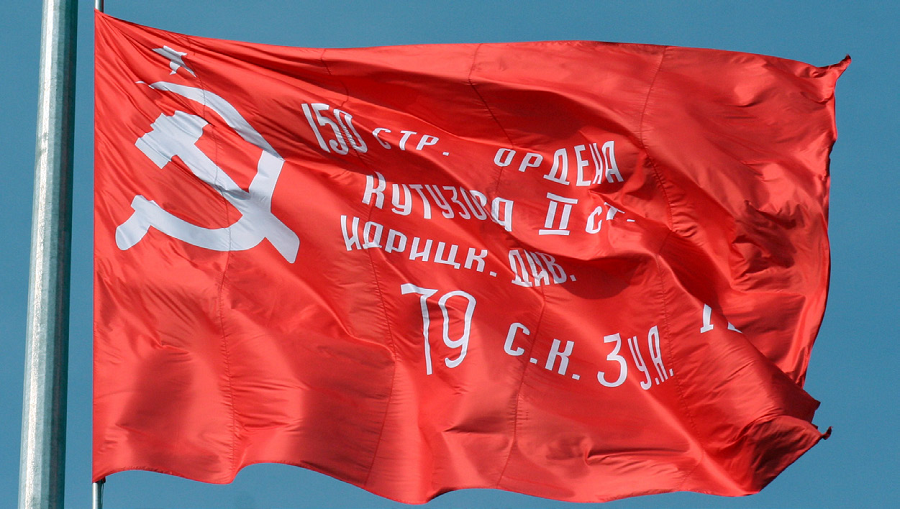 150 СТР. ОРДЕНА
КУТУЗОВА II СТ.
ИДРИЦК. ДИВ.
79 С.К. 3 У.А.